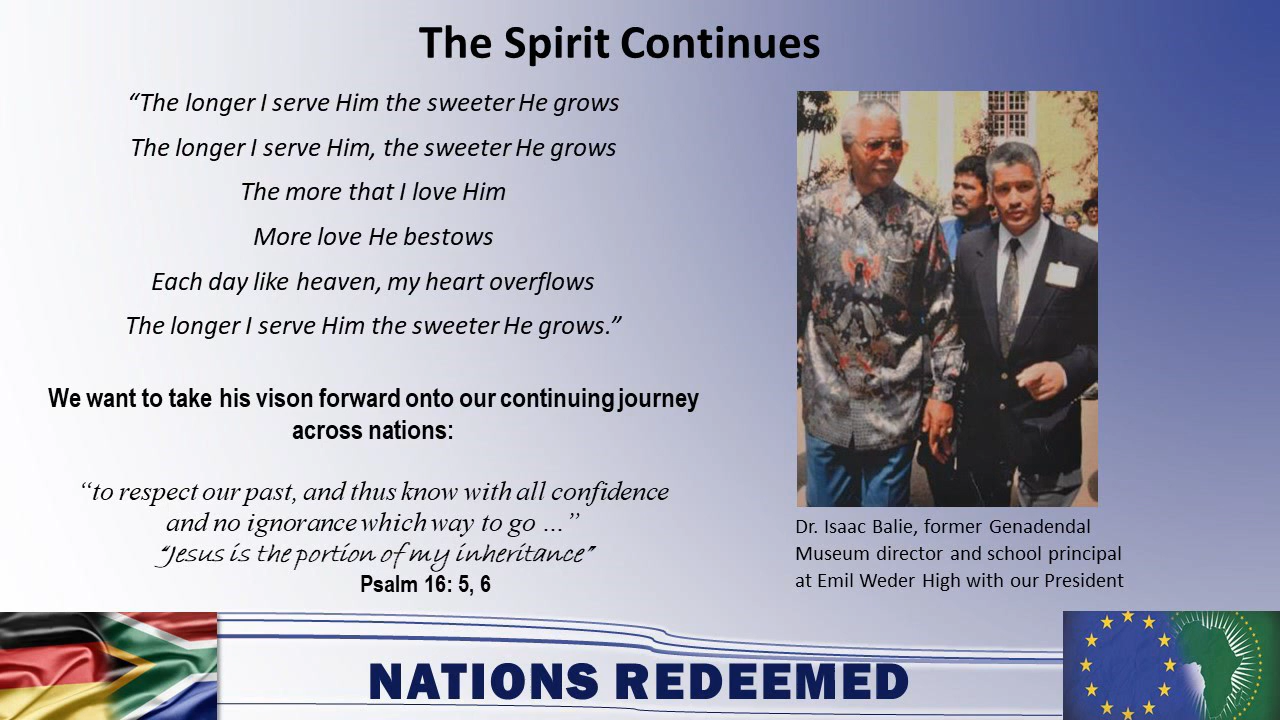 The Spirit Continues
“The longer I serve Him the sweeter He grows
The longer I serve Him, the sweeter He grows
The more that I love Him
More love He bestows
Each day like heaven, my heart overflows
The longer I serve Him the sweeter He grows.”
We want to take his vison forward onto our continuing journey
across nations:
“to respect our past, and thus know with all confidence
and no ignorance which way to go …”
“Jesus is the portion of my inheritance”
Psalm 16: 5, 6
Dr. Isaac Balie, former Genadendal
Museum director and school principal
at Emil Weder High with our President
NATIONS REDEEMED